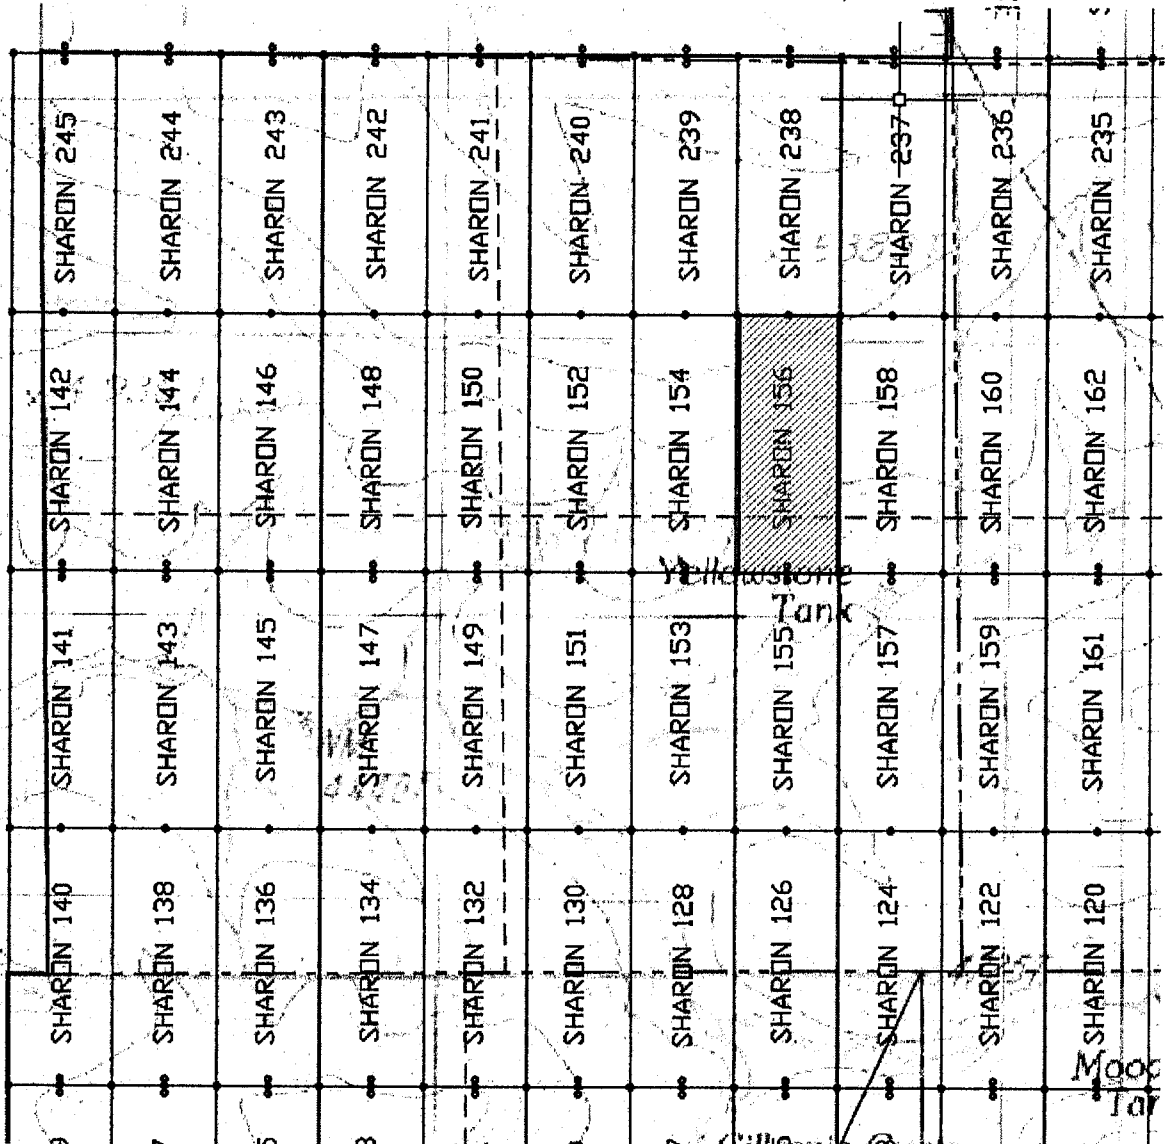 SHARON 245
SHARON 244
SHARON 243
SHARON 242
SHARON 241
SHARON 240
SHARON 239
SHARON 238
SHARON 237
SHARON 236
SHARON 235
SHARON 142
SHARON 144
SHARON 146
SHARON 148
SHARON 150
SHARON 152
SHARON 154
SHARON 156
SHARON 158
SHARON 160
SHARON 162
Yellowstone
Tank
SHARON 141
SHARON 143
SHARON 145
SHARON 147
SHARON 149
SHARON 151
SHARON 153
SHARON 155
SHARON 157
SHARON 159
SHARON 161
SHARON 140
SHARON 138
SHARON 136
SHARON 134
SHARON 132
SHARON 130
SHARON 128
SHARON 126
SHARON 124
SHARON 122
SHARON 120